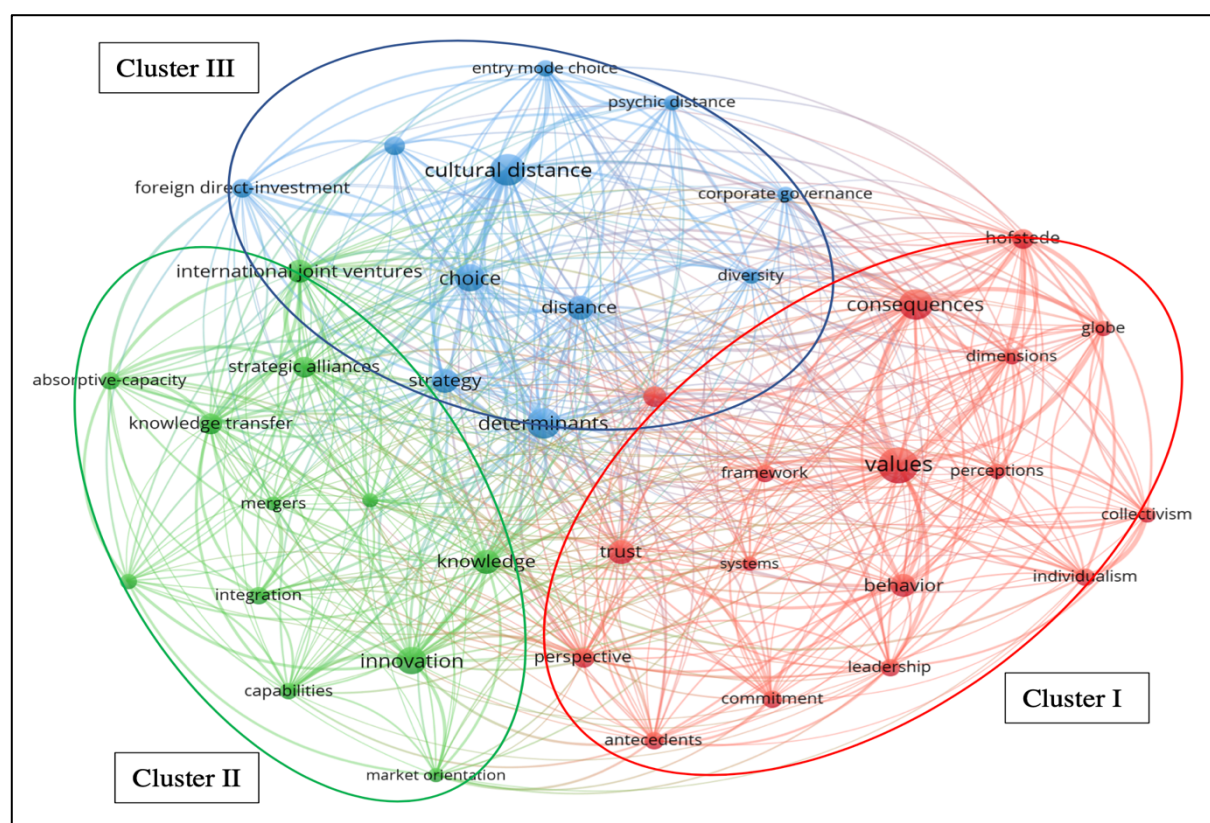 Cluster III
entry mode choice
psychic distance
cultural distance
foreign direct-investment
corporate governance
hofstede
international joint ventures
choice
diversity
distance
consequences
globe
dimensions
strategic alliances
absorptive-capacity
strategy
knowledge transfer
determinants
values
framework
perceptions
mergers
collectivism
trust
knowledge
systems
individualism
behavior
integration
innovation
perspective
leadership
capabilities
commitment
Cluster I
antecedents
Cluster II
market orientation